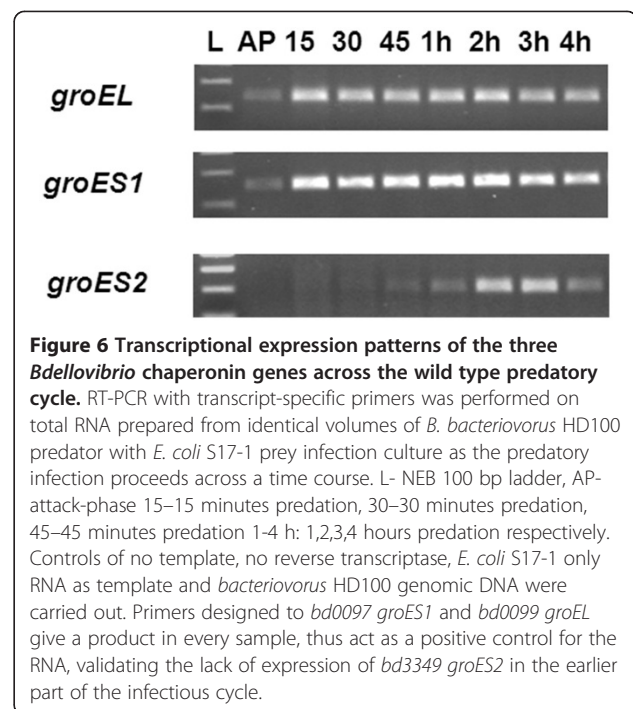 L AP 15 30 45 1h 2h 3h 4h
groEL
groES1
groES2
Figure 6 Transcriptional expression patterns of the three
Bdellovibrio chaperonin genes across the wild type predatory
cycle. RT-PCR with transcript-specific primers was performed on
total RNA prepared from identical volumes of B. bacteriovorus HD100
predator with E. coli S17-1 prey infection culture as the predatory
infection proceeds across a time course. L- NEB 100 bp ladder, AP-
attack-phase 15–15 minutes predation, 30–30 minutes predation,
45–45 minutes predation 1-4 h: 1,2,3,4 hours predation respectively.
Controls of no template, no reverse transcriptase, E. coli S17-1 only
RNA as template and bacteriovorus HD100 genomic DNA were
carried out. Primers designed to bd0097 groES1 and bd0099 groEL
give a product in every sample, thus act as a positive control for the
RNA, validating the lack of expression of bd3349 groES2 in the earlier
part of the infectious cycle.